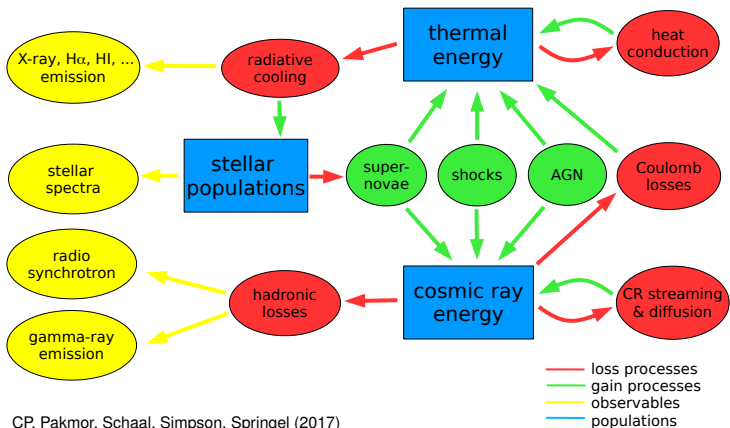 X-ray, Hα, HI, ...
emission
radiative
cooling
thermal
energy
heat
conduction
stellar
spectra
stellar
populations
super-
novae
shocks
AGN
Coulomb
losses
radio
synchrotron
gamma-ray
emission
hadronic
losses
cosmic ray
energy
CR streaming
& diffusion
loss processes
gain processes
observables
populations
CP, Pakmor, Schaal, Simpson, Springel (2017)